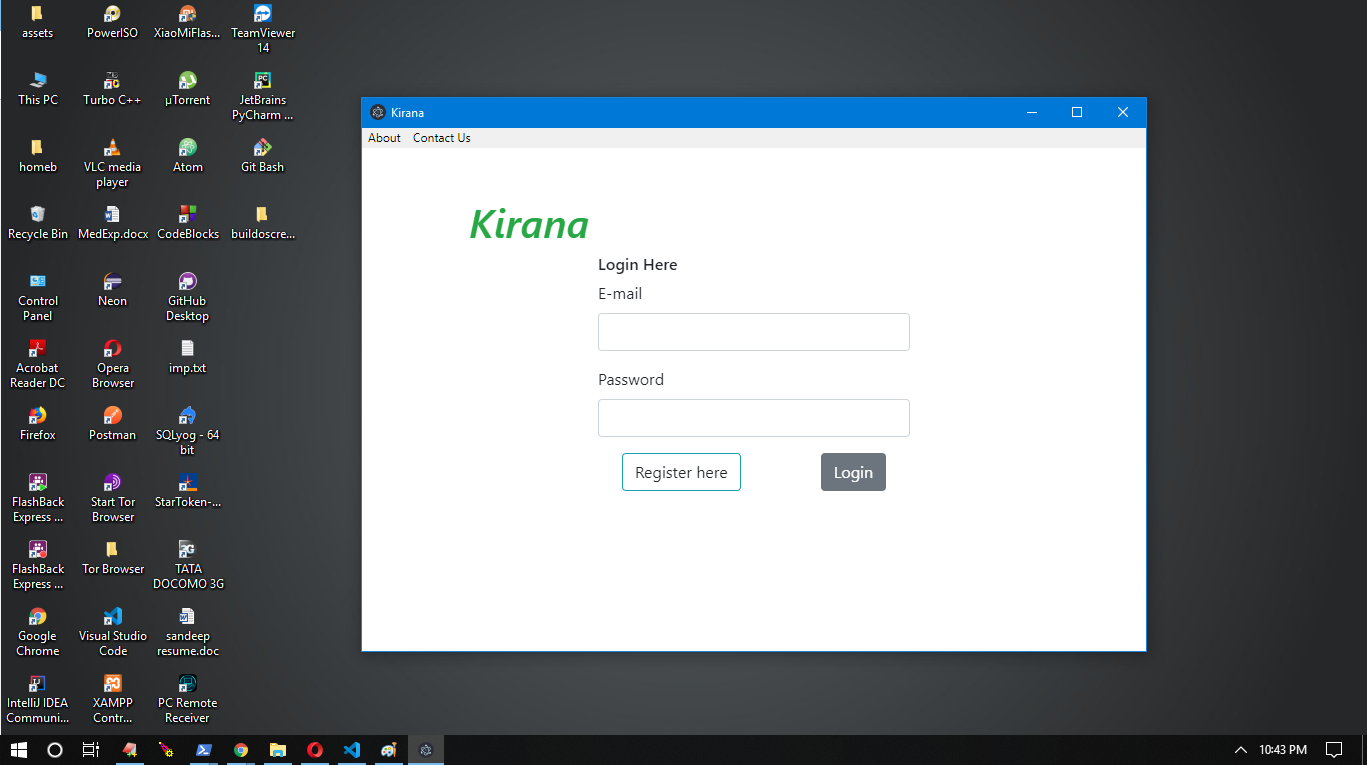 assets
PowerISO
XiaoMiFlas...
TeamViewer
14
This PC
Turbo C++
µTorrent
JetBrains
PyCharm ...
homeb
VLC media
player
Atom
Git Bash
Recycle Bin
MedExp.docx
CodeBlocks
buildoscre...
Control
Panel
Neon
GitHub
Desktop
Acrobat
Reader DC
Opera
Browser
imp.txt
Firefox
Postman
SQLyog - 64
bit
FlashBack
Express ...
Start Tor
Browser
StarToken-...
FlashBack
Express ...
Tor Browser
TATA
DOCOMO 3G
Google
Chrome
Visual Studio
Code
sandeep
resume.doc
IntelliJ IDEA
Communi...
XAMPP
Contr...
PC Remote
Receiver
Kirana
About Contact Us
Kirana
Login Here
E-mail
Password
Register here Login
10:43 PM